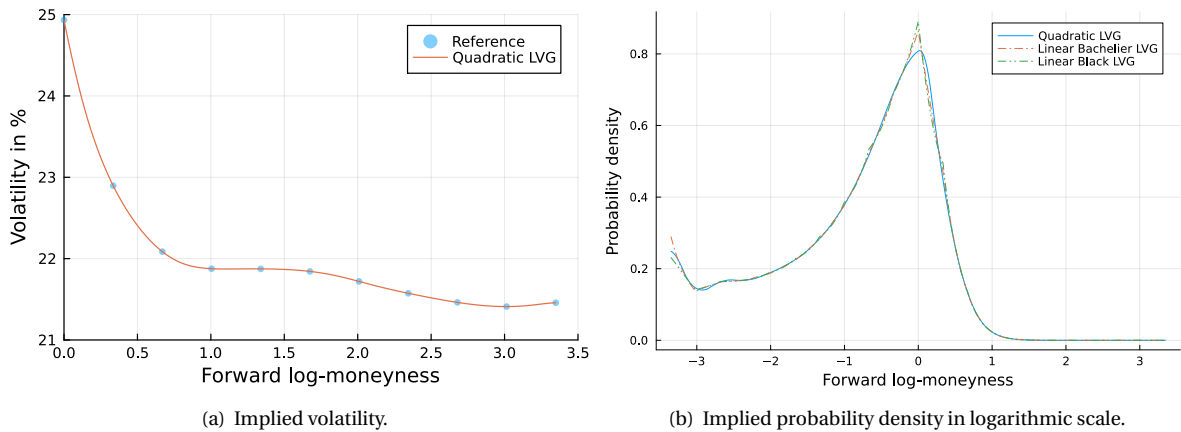 25
24
23
22
21
0.0 0.5 1.0 1.5 2.0 2.5 3.0 3.5
Volatility in %
Forward log-moneyness
Reference
Quadratic LVG
(a) Implied volatility.
0.8
0.6
0.4
0.2
0.0
−3 −2 −1 0 1 2 3
Probability density
Forward log-moneyness
Quadratic LVG
Linear Bachelier LVG
Linear Black LVG
(b) Implied probability density in logarithmic scale.